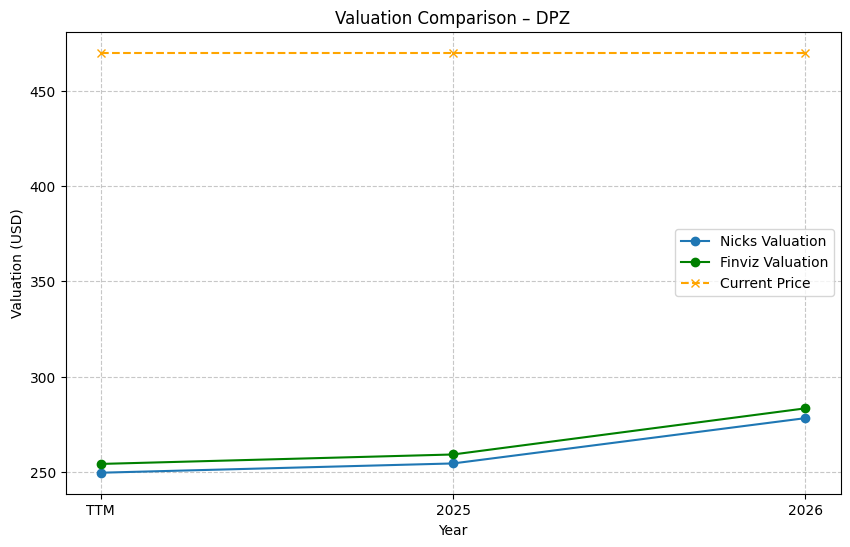 Valuation Comparison – DPZ
Valuation (USD)
450
400
350
300
250
Nicks Valuation
Finviz Valuation
Current Price
TTM
2025
2026
Year